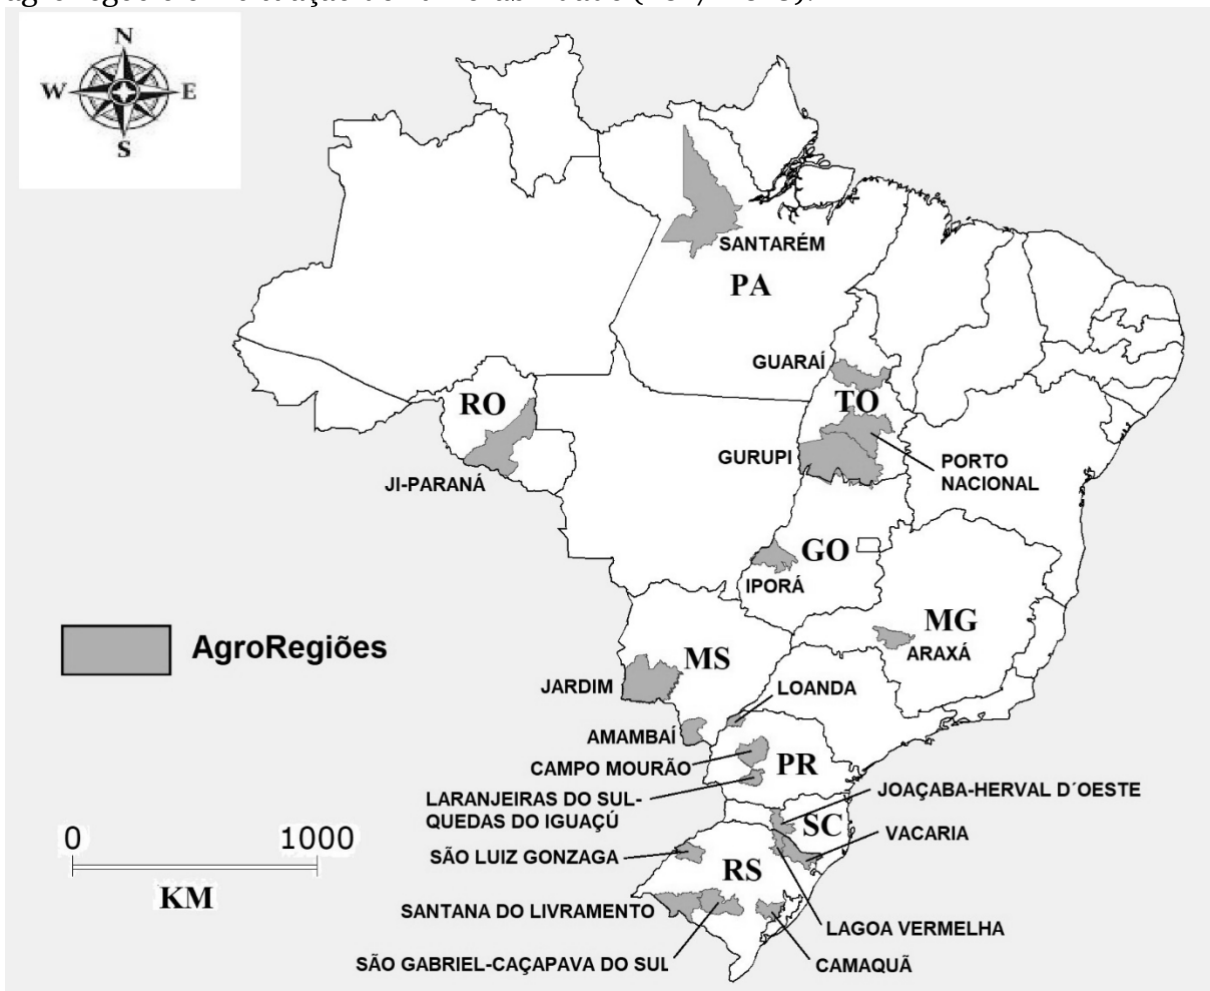 N
W E
S
SANTARÉM
PA
GUARAÍ
TO
RO
GURUPI
PORTO
NACIONAL
JI-PARANÁ
GO
IPORÁ
MG
ARAXÁ
AgroRegiões
MS
JARDIM
LOANDA
AMAMBAÍ
CAMPO MOURÃO
PR
JOAÇABA-HERVAL D´OESTE
LARANJEIRAS DO SUL-
QUEDAS DO IGUAÇÚ
SC
VACARIA
0 1000
KM
SÃO LUIZ GONZAGA
RS
SANTANA DO LIVRAMENTO
LAGOA VERMELHA
SÃO GABRIEL-CAÇAPAVA DO SUL
CAMAQUÃ